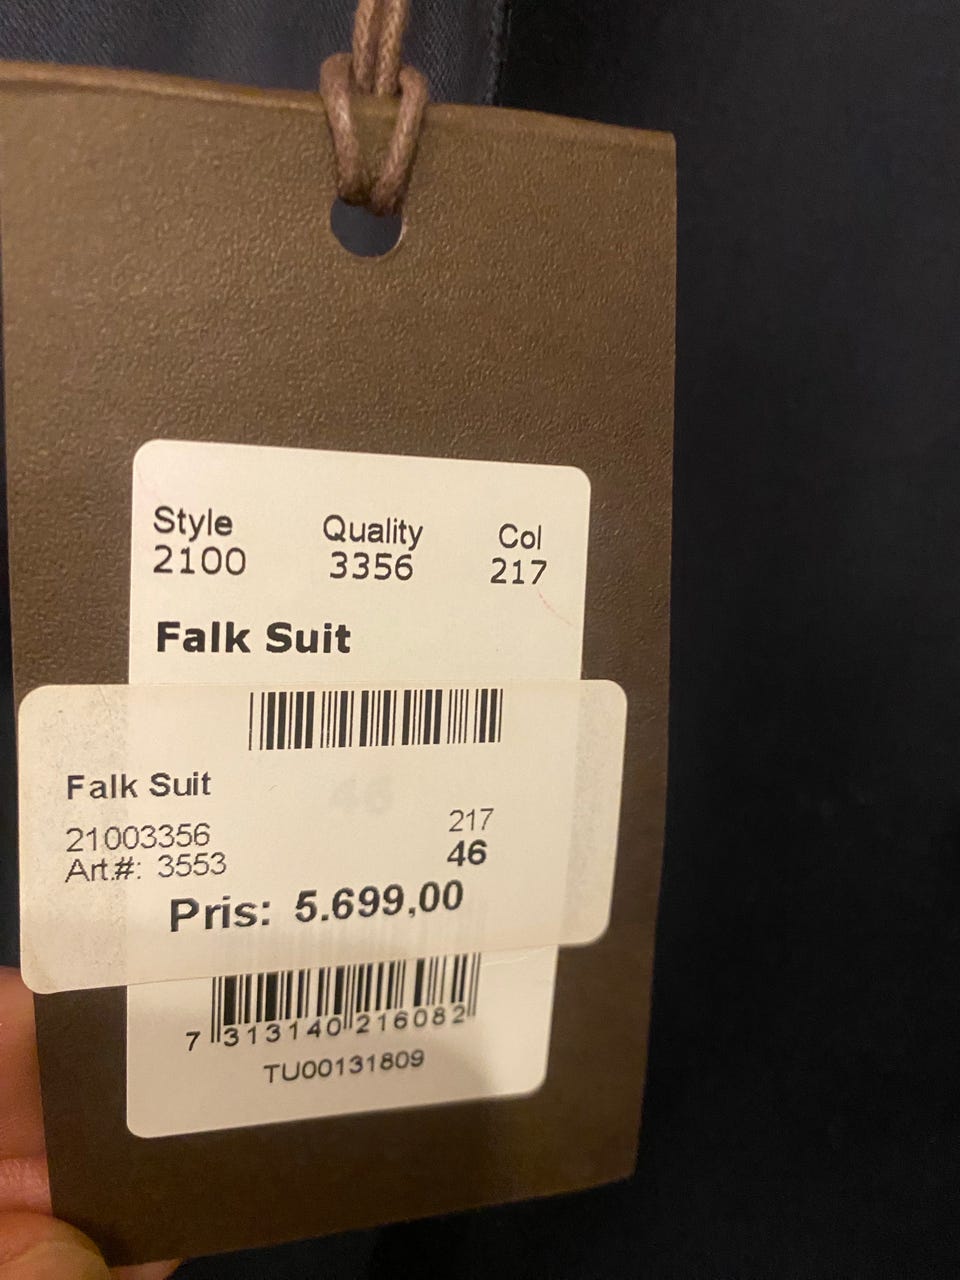 Style Quality Col
2100 3356 217
Falk Suit
Falk Suit
46
21003356 217
Art.#: 3553 46
Pris: 5.699,00
7 313140 216082
TU00131809